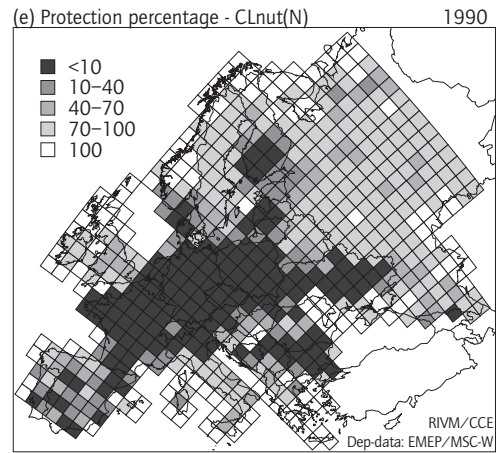 (e) Protection percentage - CLnut(N) 1990
<10
10–40
40–70
70–100
100
RIVM/CCE
Dep-data: EMEP/MSC-W